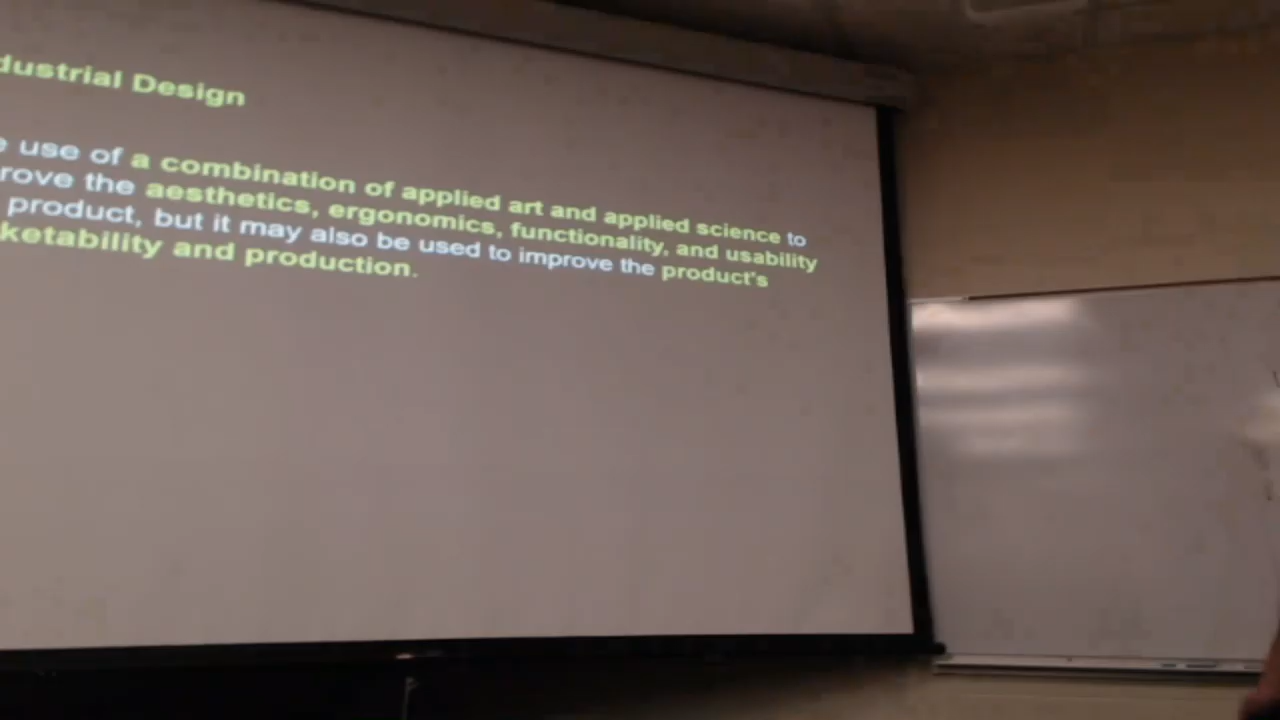 dustrial Design
e use of a combination of applied art and applied science to
rove the aesthetics, ergonomics, functionality, and usability
product, but it may also be used to improve the product's
ketability and production.